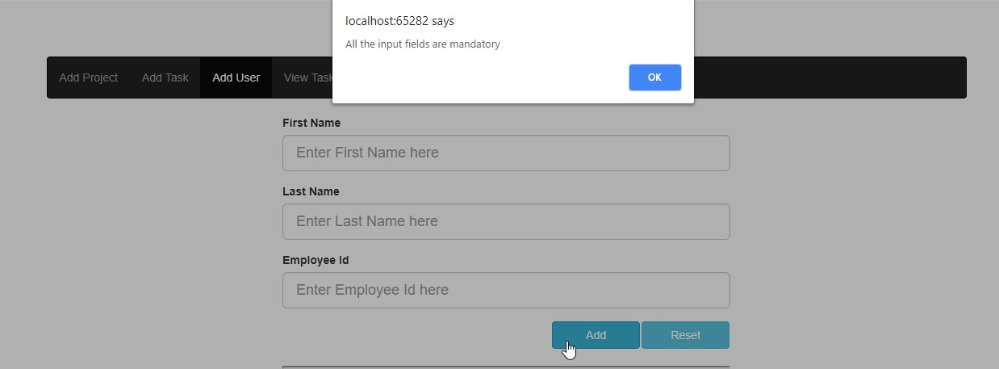 localhost:65282 says
All the input fields are mandatory
OK
Add Project Add Task Add User View Task
First Name
Enter First Name here
Last Name
Enter Last Name here
Employee Id
Enter Employee Id here
Add Reset